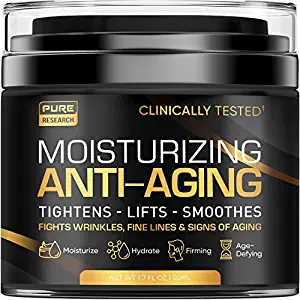 PURE
RESEARCH
CLINICALLY TESTED¹
MOISTURIZING
ANTI-AGING
TIGHTENS - LIFTS - SMOOTHES
FIGHTS WRINKLES, FINE LINES & SIGNS OF AGING
Moisturize
Hydrate
Firming
Age-
Defying
NET WT 1.7 FL OZ | 50ML